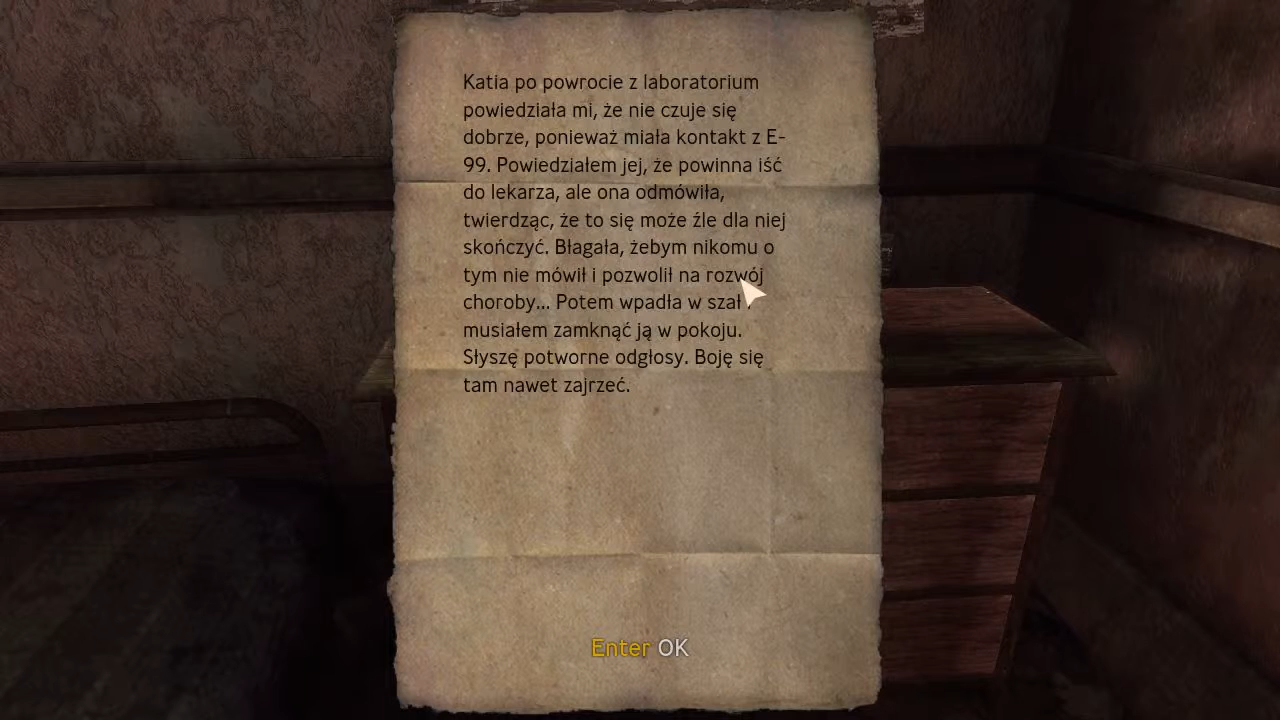 Katia po powrocie z laboratorium
powiedziała mi, że nie czuje się
dobrze, ponieważ miała kontakt z E-
99. Powiedziałem jej, że powinna iść
do lekarza, ale ona odmówiła,
twierdząc, że to się może źle dla niej
skończyć. Błagała, żebym nikomu o
tym nie mówił i pozwolił na rozwój
choroby... Potem wpadła w szał
musiałem zamknąć ją w pokoju.
Słyszę potworne odgłosy. Boję się
tam nawet zajrzeć.
Enter OK